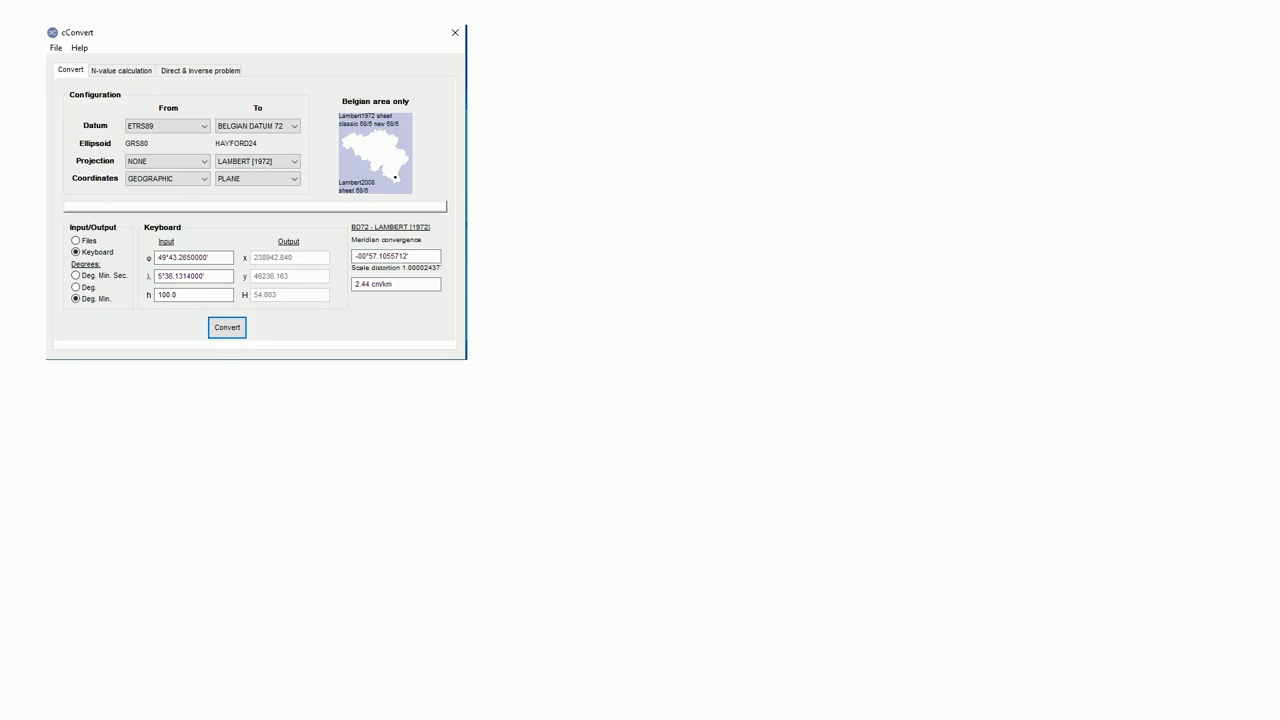 cConvert
File Help
Convert N-value calculation Direct & Inverse problem
Configuration
From To
Datum ETRS89 BELGIAN DATUM 72
Ellipsoid GRS80 HAYFORD24
Projection NONE LAMBERT [1972]
Coordinates GEOGRAPHIC PLANE
Belgian area only
Lambert1972 sheet
classic 68/6 new 68/6
Lambert2008
sheet 68/6
Input/Output
Files
Keyboard
Degrees:
Deg. Min. Sec.
Deg.
Deg. Min.
Keyboard
Input Output
φ 49°43.2650000' x 238942.840
λ 5°36.1314000' y 46236.163
h 100.0 H 54.803
BD72 - LAMBERT [1972]
Meridian convergence
-00°57.1055712'
Scale distortion 1.00002437
2.44 cm/km
Convert